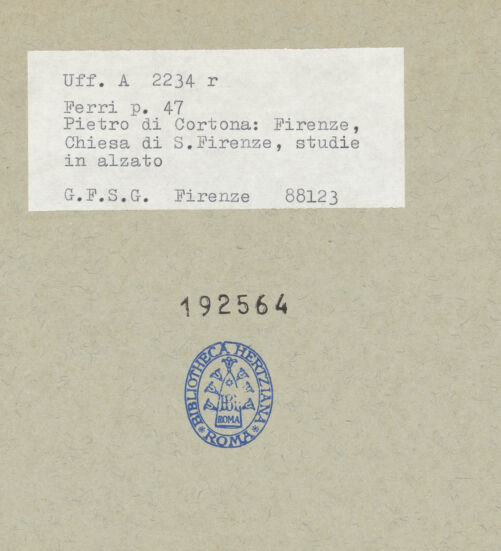 Uff. A 2234 r
Ferri p. 47
Pietro di Cortona: Firenze,
Chiesa di S.Firenze, studie
in alzato
G.F.S.G. Firenze 88123
192564
BIBLIOTHECA HERTZIANA
ROMA
* ROMA *